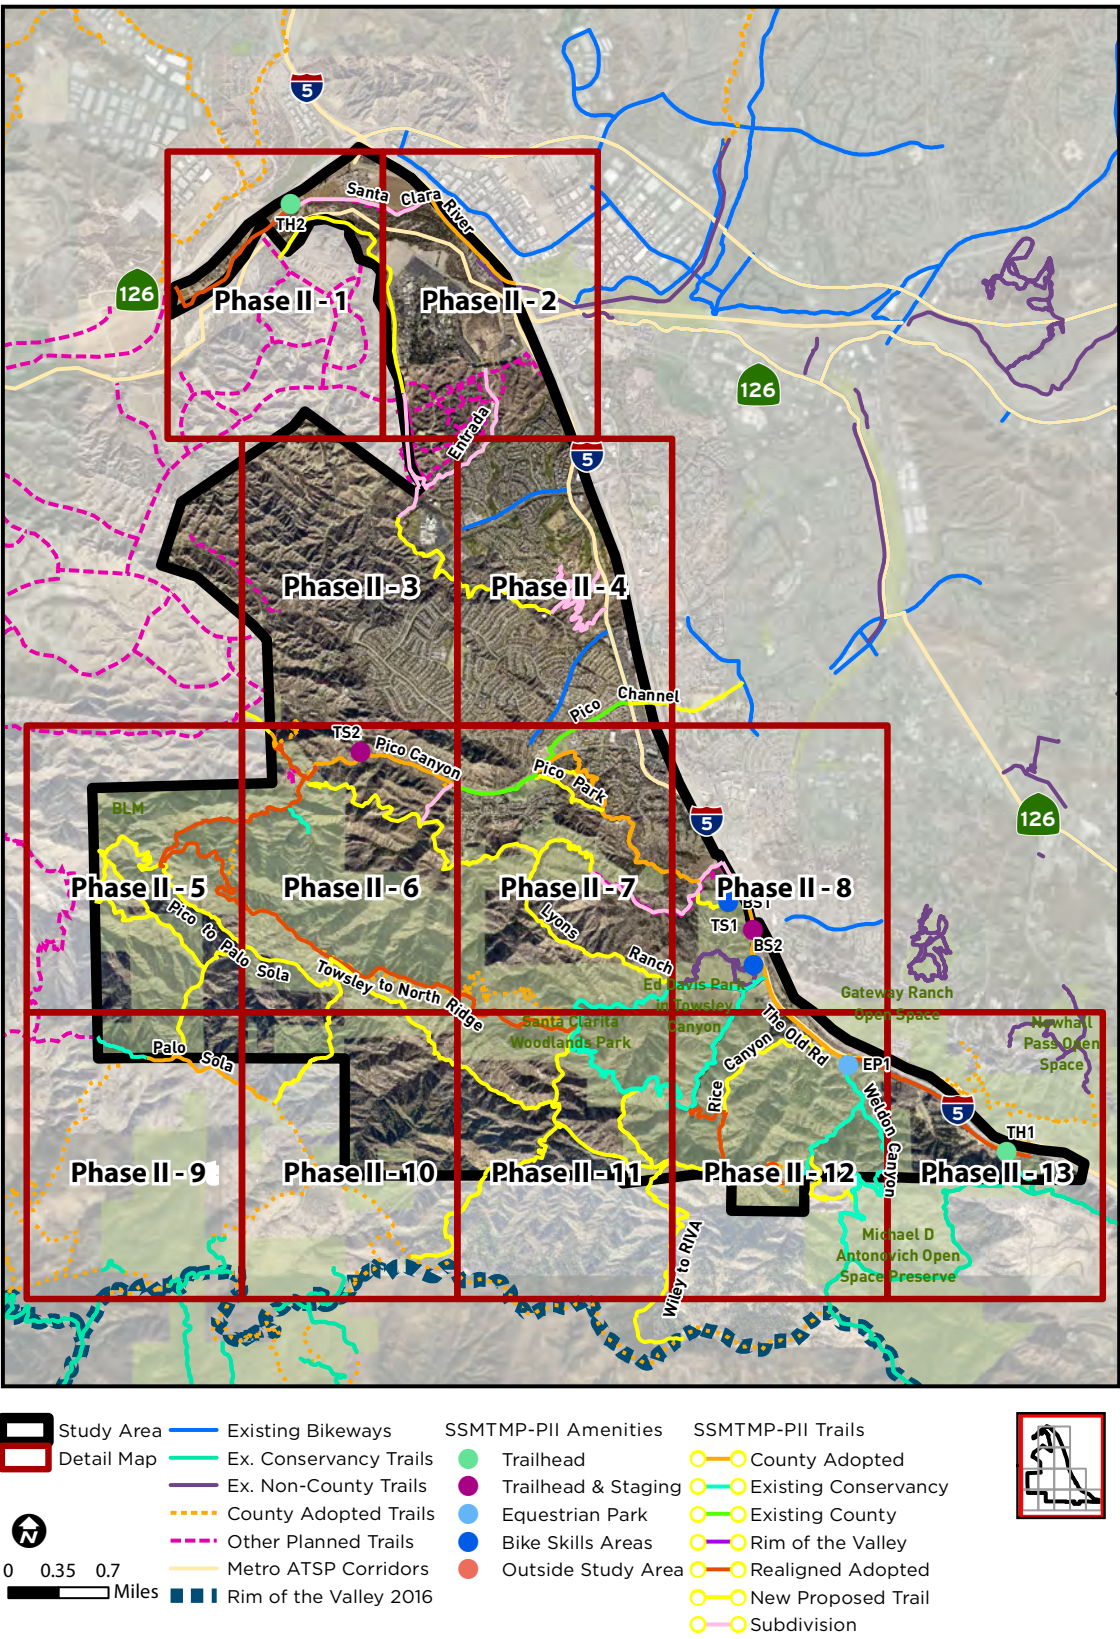 5
Santa Clara River
TH2
126
Phase II - 1
Phase II - 2
126
Entrada
5
Phase II - 3
Phase II - 4
Pico Channel
TS2
Pico Canyon
Pico Park
BLM
5
126
Phase II - 5
Phase II - 6
Phase II - 7
Phase II - 8
BS1
TS1
BS2
Pico to Palo Sola
Lyons Ranch
Towsley to North Ridge
Ed Davis Park
in Towsley
Canyon
Gateway Ranch
Open Space
Santa Clarita
Woodlands Park
The Old Rd
Newhall
Pass Open
Space
Palo Sola
Rice Canyon
EP1
Weldon Canyon
5
TH1
Phase II - 9
Phase II - 10
Phase II - 11
Phase II - 12
Phase II - 13
Wiley to RIVA
Michael D
Antonovich Open
Space Preserve
Study Area
Detail Map
N
0 0.35 0.7
Miles
Existing Bikeways
Ex. Conservancy Trails
Ex. Non-County Trails
County Adopted Trails
Other Planned Trails
Metro ATSP Corridors
Rim of the Valley 2016
SSMTMP-PII Amenities
Trailhead
Trailhead & Staging
Equestrian Park
Bike Skills Areas
Outside Study Area
SSMTMP-PII Trails
County Adopted
Existing Conservancy
Existing County
Rim of the Valley
Realigned Adopted
New Proposed Trail
Subdivision